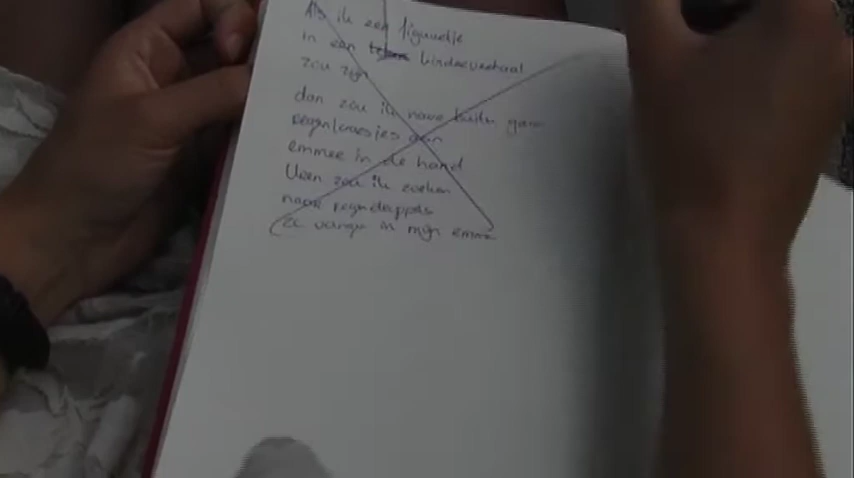 Als ik een figuurtje
in een kinderverhaal
zou zijn
dan zou ik naar buiten gaan
regenlaarsjes aan
emmer in de hand
Veen zou ik zoeken
naar regendruppels
(ze vangen in mijn emmer